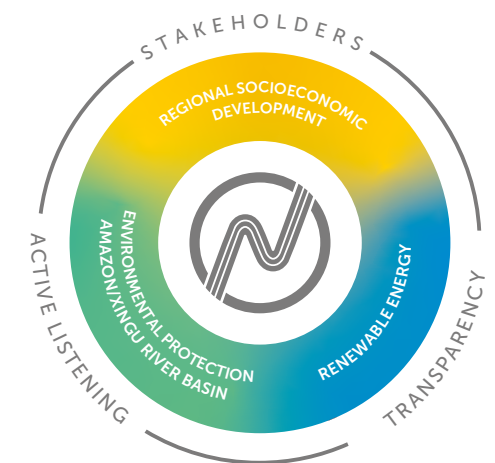 STAKEHOLDERS
REGIONAL SOCIOECONOMIC
DEVELOPMENT
ENVIRONMENTAL PROTECTION
AMAZON/XINGU RIVER BASIN
RENEWABLE ENERGY
ACTIVE LISTENING
TRANSPARENCY